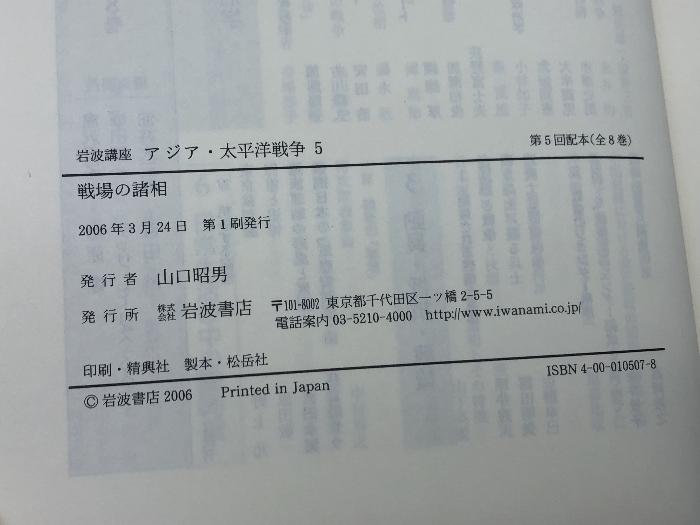 岩波講座 アジア・太平洋戦争 5
第5回配本(全8巻)
戦場の諸相
2006年3月24日 第1刷発行
発行者 山口昭男
発行所 株式会社 岩波書店 〒101-8002 東京都千代田区一ツ橋2-5-5
電話案内 03-5210-4000 http://www.iwanami.co.jp/
印刷・精興社 製本・松岳社
© 岩波書店 2006 Printed in Japan
ISBN 4-00-010507-8